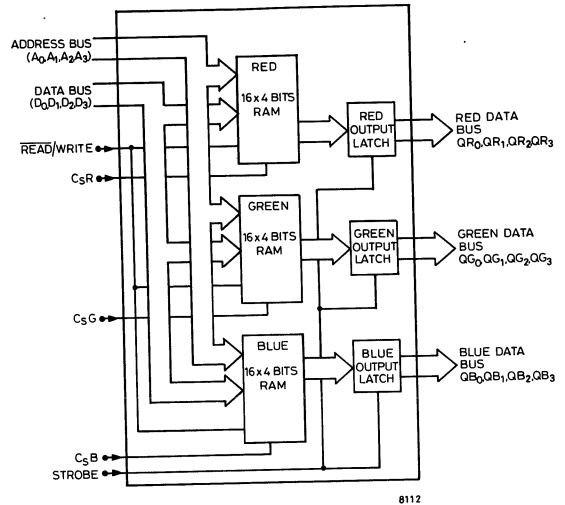 ADDRESS BUS
(A0,A1,A2A3)
DATA BUS
(D0D1,D2D3)
READ/WRITE
CSR
CSG
CSB
STROBE
RED
16x4 BITS
RAM
GREEN
16x4 BITS
RAM
BLUE
16x4 BITS
RAM
RED
OUTPUT
LATCH
GREEN
OUTPUT
LATCH
BLUE
OUTPUT
LATCH
RED DATA
BUS
QR0,QR1,QR2QR3
GREEN DATA
BUS
QG0,QG1,QG2,QG3
BLUE DATA
BUS
QB0,QB1,QB2,QB3
8112